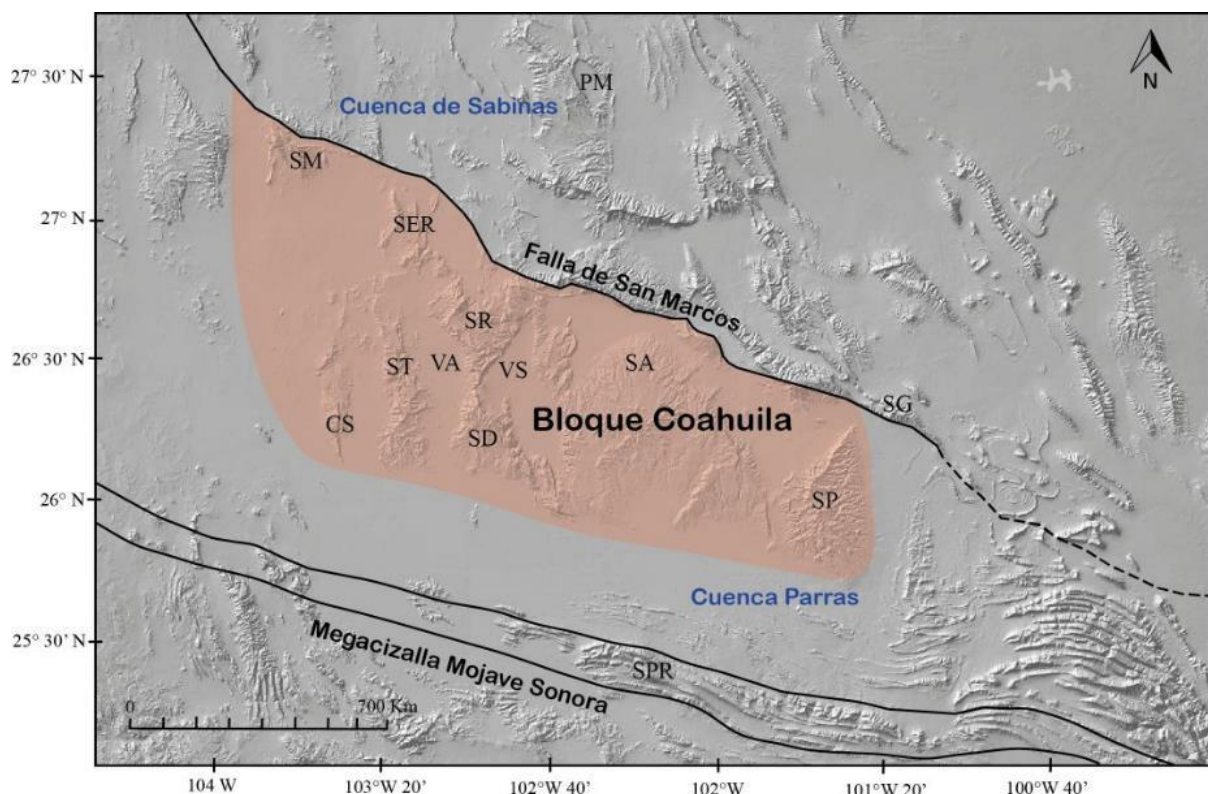 N
27° 30' N
27° N
26° 30' N
26° N
25° 30' N
Cuenca de Sabinas
PM
SM
SER
Falla de San Marcos
SR
ST
VA
VS
SA
SG
CS
SD
Bloque Coahuila
SP
Cuenca Parras
Megacizalla Mojave Sonora
SPR
0
700 Km
104 W
103° 20' W
102° 40' W
102° W
101° 20' W
100° 40' W